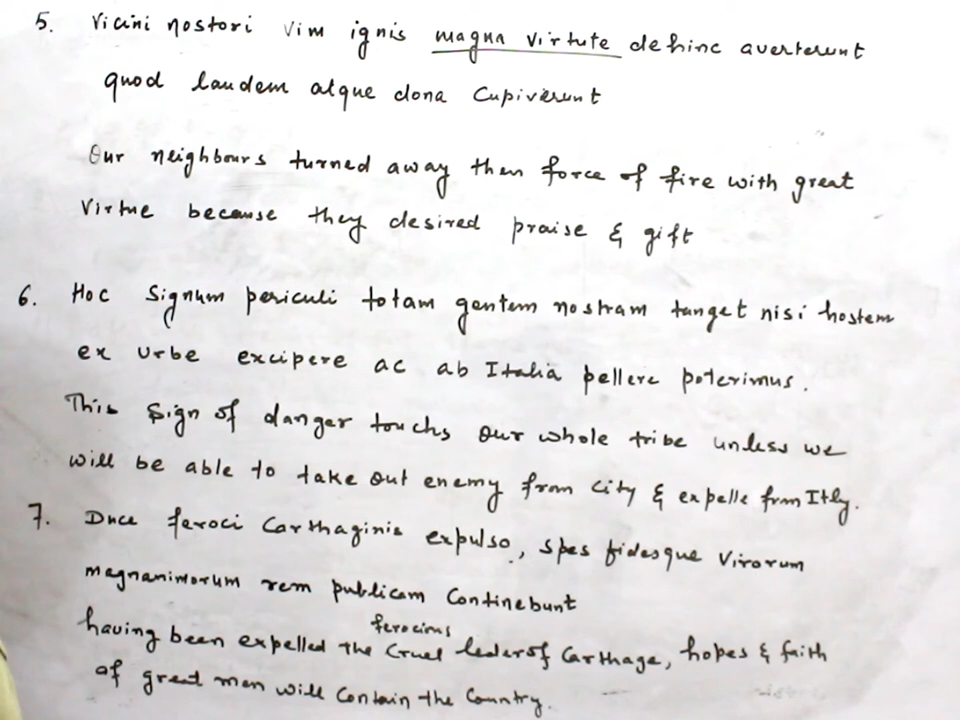 5. Vicini nostori vim ignis magna virtute dehinc averterunt
quod laudem atque dona cupiverunt
Our neighbours turned away then force of fire with great
virtue because they desired praise & gift
6. Hoc signum periculi totam gentem nostram tanget nisi hostem
ex urbe excipere ac ab Italia pellere poterimus.
This sign of danger touchs our whole tribe unless we
will be able to take out enemy from city & expelle from Itly.
7. Duce feroci Carthaginis expulso, spes fidesque virorum
magnanimorum rem publicam continebunt
ferocious
having been expelled the cruel leder of Carthage, hopes & faith
of great men will contain the country.